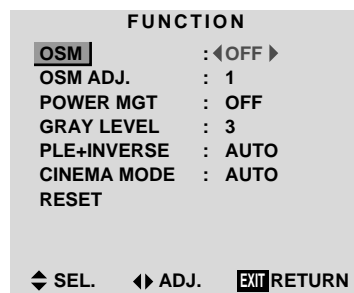 FUNCTION
OSM : ◀OFF▶
OSM ADJ. : 1
POWER MGT : OFF
GRAY LEVEL : 3
PLE+INVERSE : AUTO
CINEMA MODE : AUTO
RESET
SEL. ADJ. EXIT RETURN